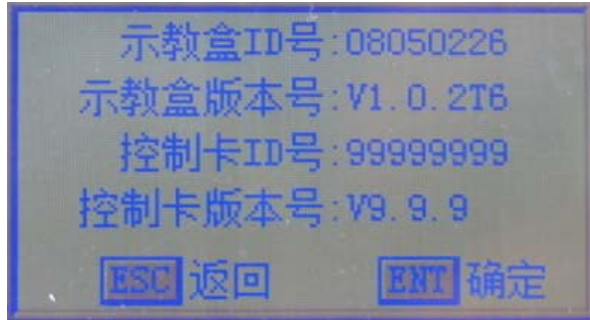 示教盒ID号:08050226
示教盒版本号:V1.0.2T6
控制卡ID号:99999999
控制卡版本号:V9.9.9
ESC 返回 ENT 确定